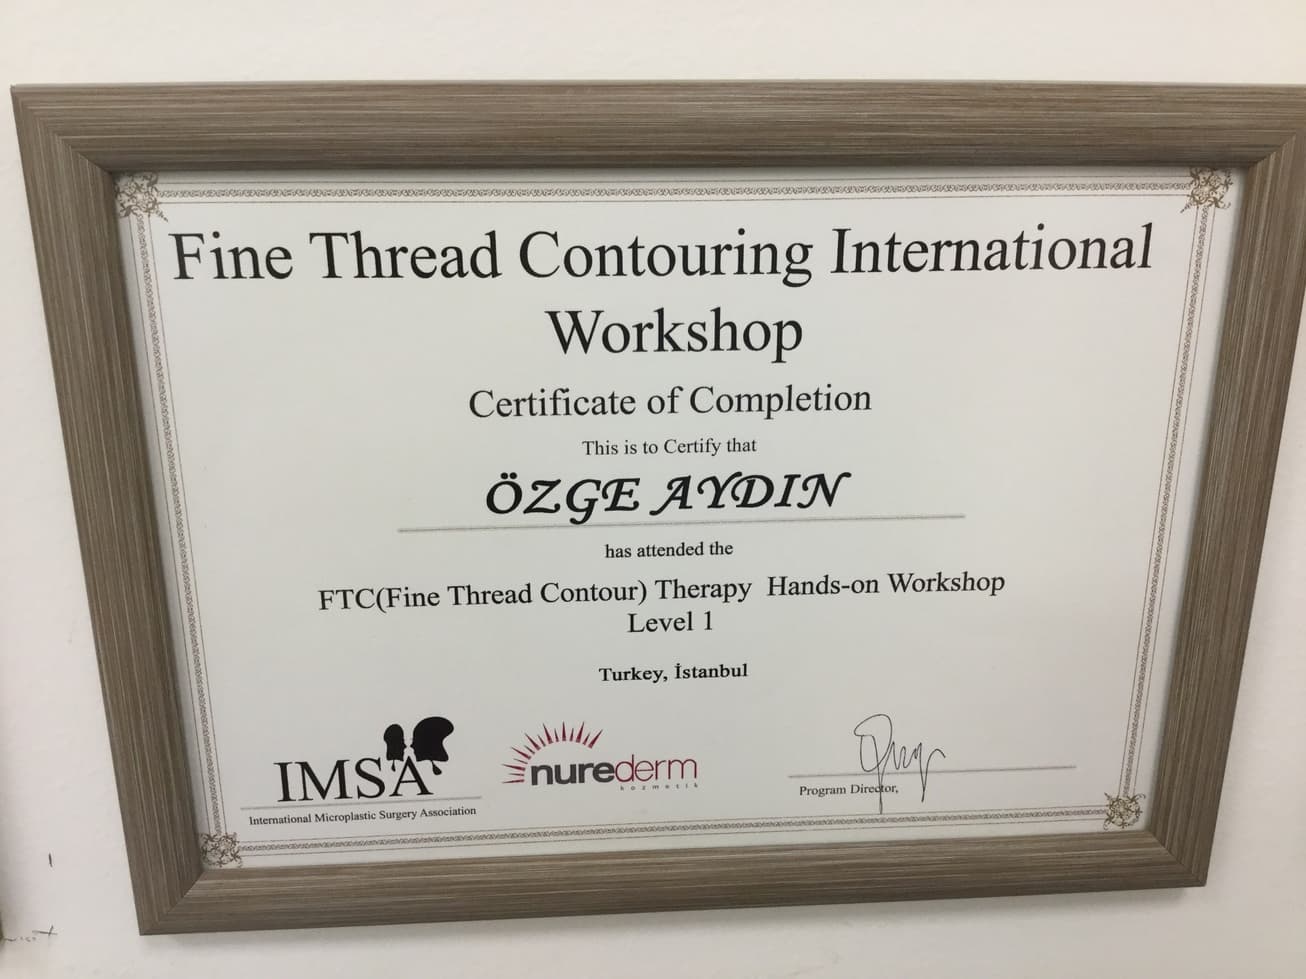 Fine Thread Contouring International
Workshop
Certificate of Completion
This is to Certify that
ÖZGE AYDIN
has attended the
FTC(Fine Thread Contour) Therapy Hands-on Workshop
Level 1
Turkey, İstanbul
IMSA
International Microplastic Surgery Association
nurederm
kozmetik
Program Director,